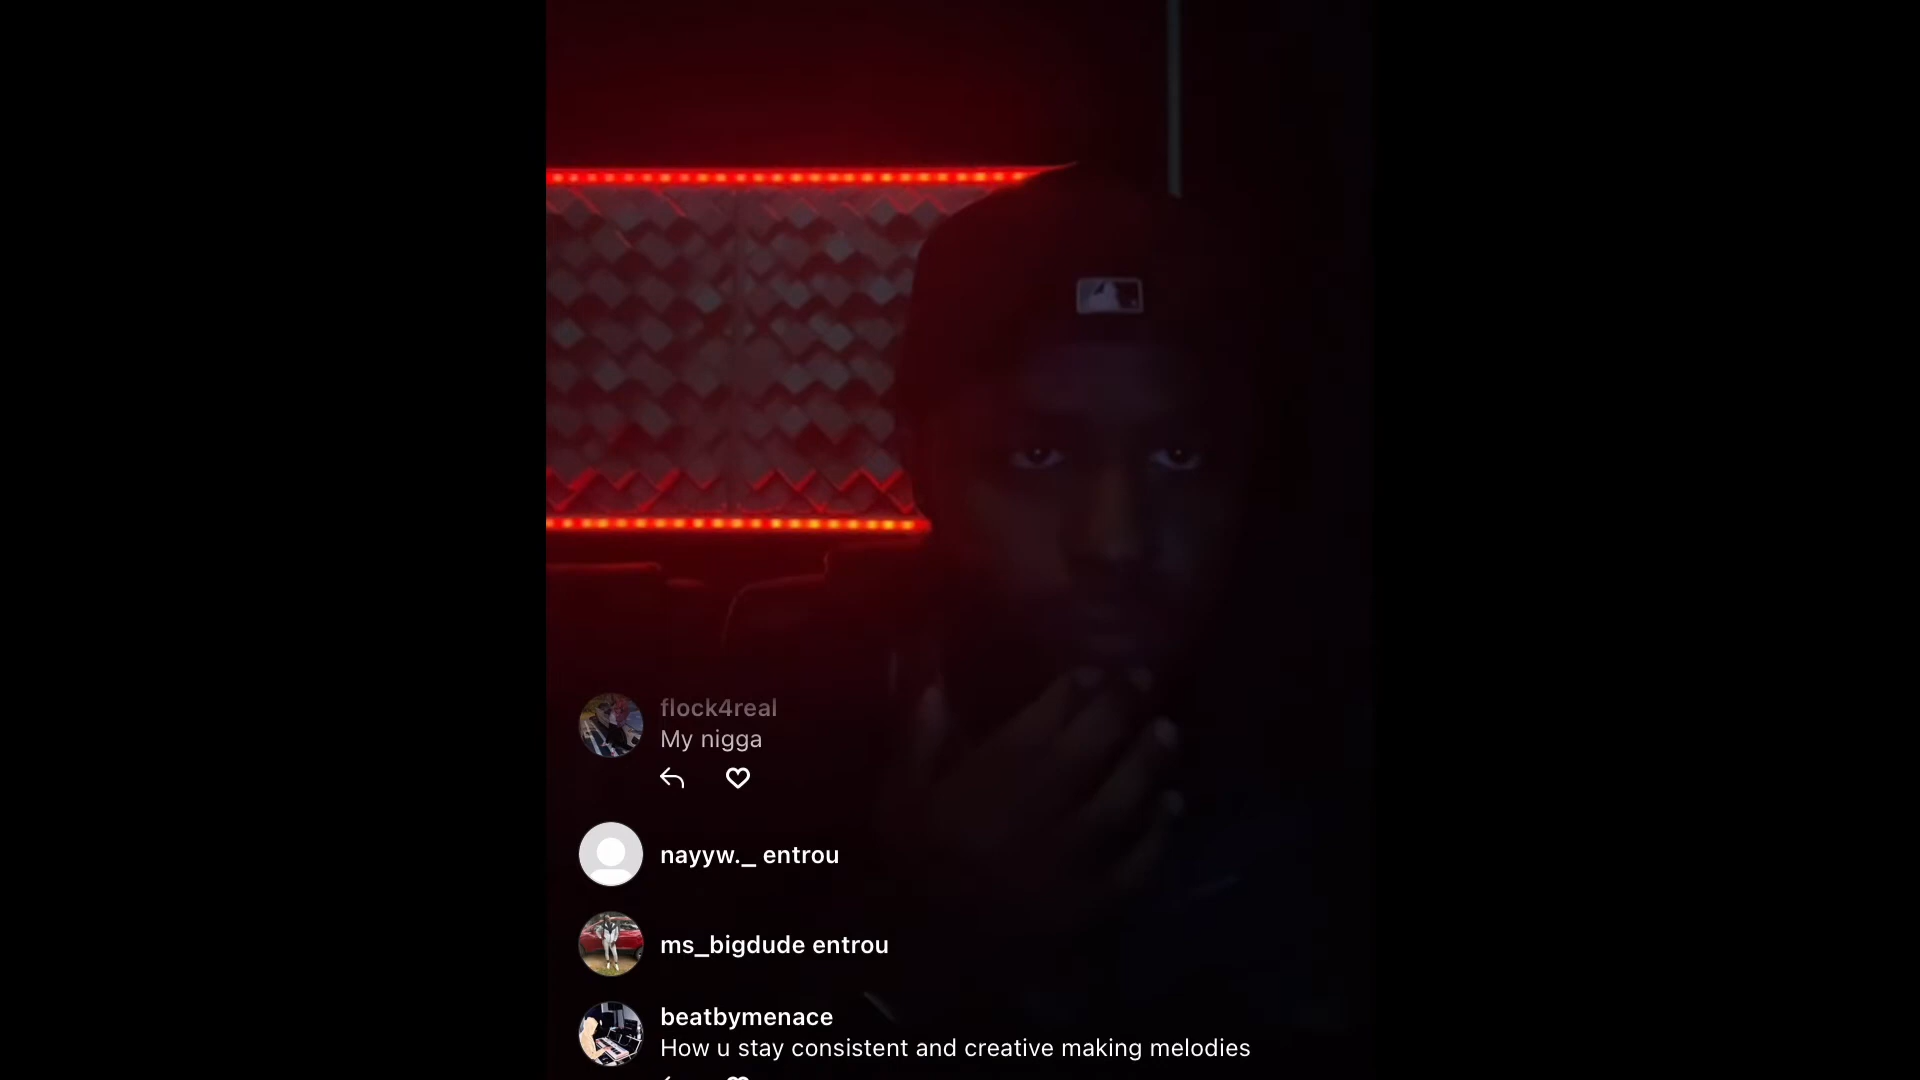 flock4real
My nigga
nayyw._ entrou
ms_bigdude entrou
beatbymenace
How u stay consistent and creative making melodies